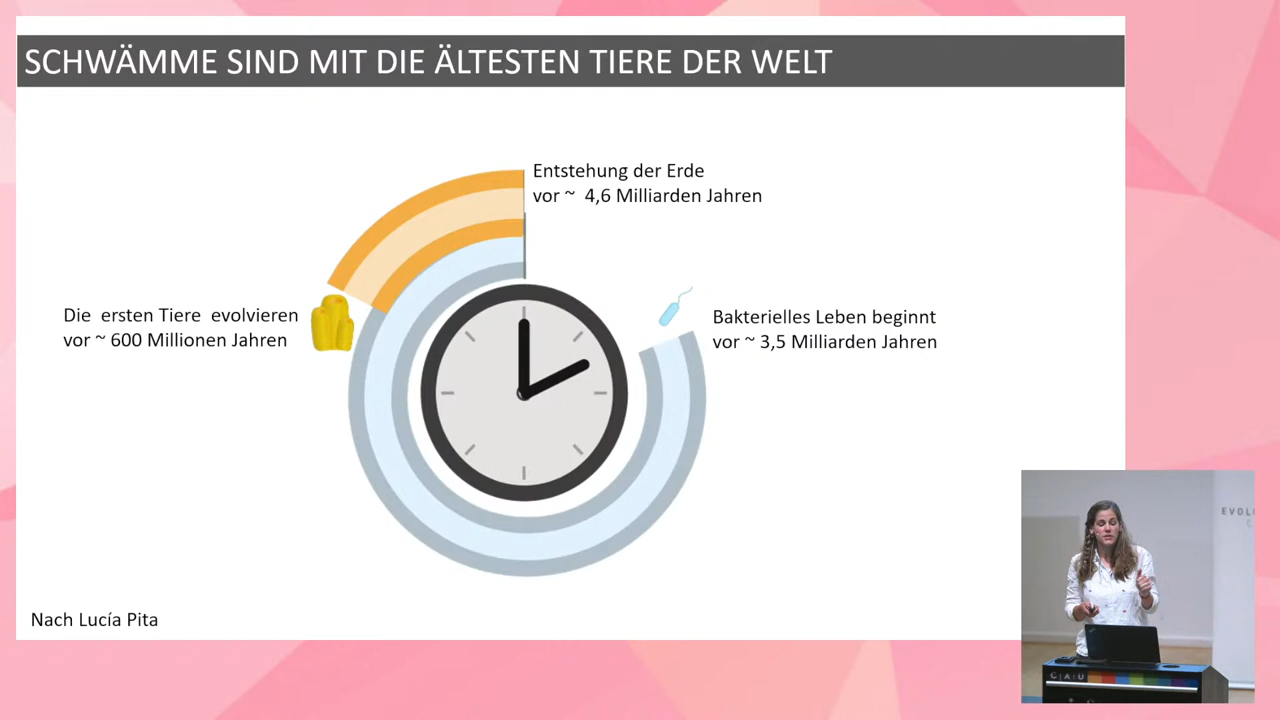 SCHWÄMME SIND MIT DIE ÄLTESTEN TIERE DER WELT
Entstehung der Erde
vor ~ 4,6 Milliarden Jahren
Die ersten Tiere evolvieren
vor ~ 600 Millionen Jahren
Bakterielles Leben beginnt
vor ~ 3,5 Milliarden Jahren
Nach Lucía Pita
EVOL
C
C|A|U